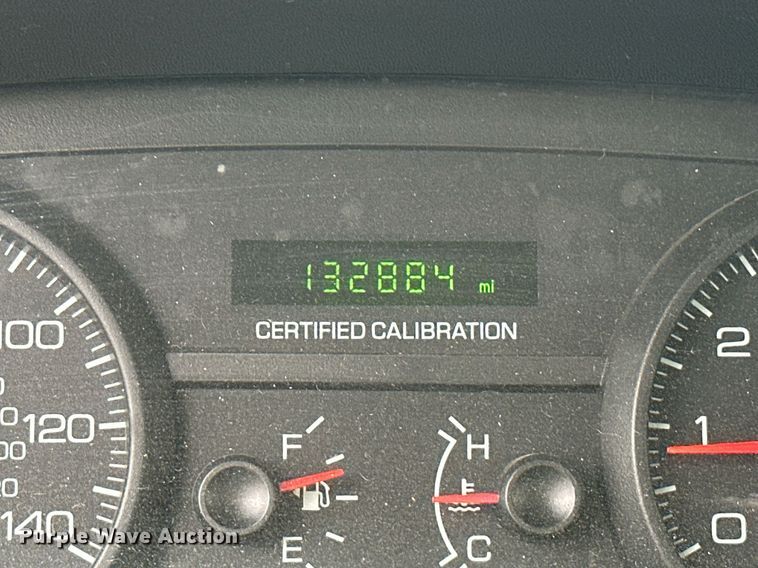 132884 mi
CERTIFIED CALIBRATION
100
120
140
2
1
0
F
E
H
C
Purple Wave Auction